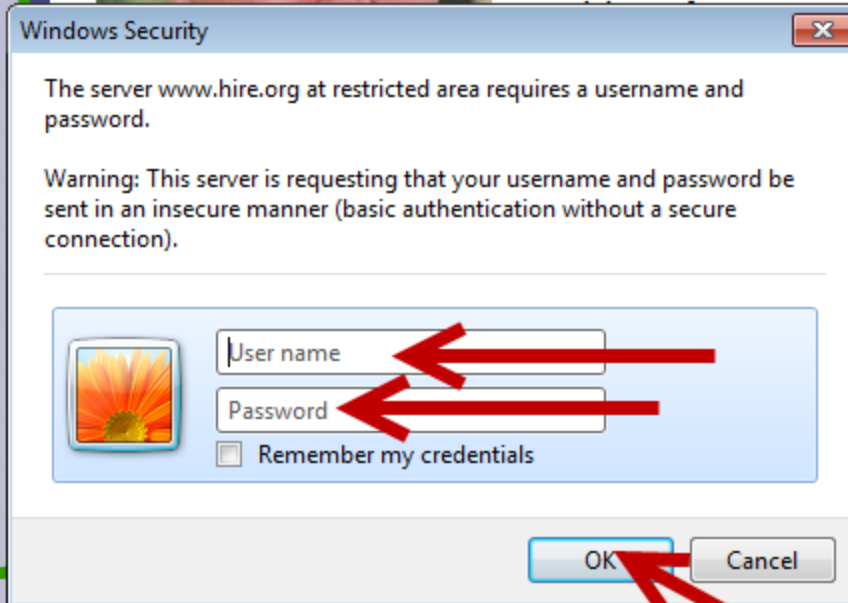 Windows Security
The server www.hire.org at restricted area requires a username and
password.
Warning: This server is requesting that your username and password be
sent in an insecure manner (basic authentication without a secure
connection).
User name
Password
Remember my credentials
OK
Cancel